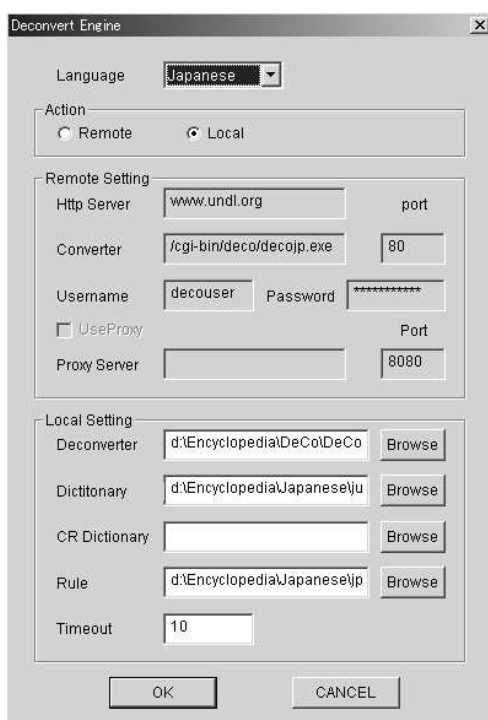 Deconvert Engine
Language Japanese
Action
Remote Local
Remote Setting
Http Server www.undl.org port
Converter /cgi-bin/deco/decojp.exe 80
Username decouser Password ***********
UseProxy Port
Proxy Server 8080
Local Setting
Deconverter d:\Encyclopedia\DeCo\DeCo Browse
Dictitonary d:\Encyclopedia\Japanese\ju Browse
CR Dictionary Browse
Rule d:\Encyclopedia\Japanese\jp Browse
Timeout 10
OK CANCEL